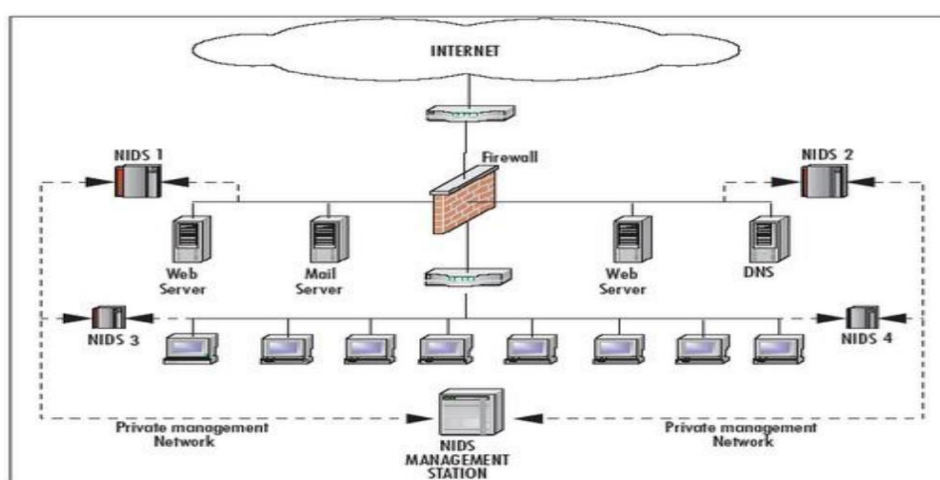 INTERNET
Firewall
NIDS 1
NIDS 2
Web
Server
Mail
Server
Web
Server
DNS
NIDS 3
NIDS 4
Private management
Network
NIDS
MANAGEMENT
STATION
Private management
Network